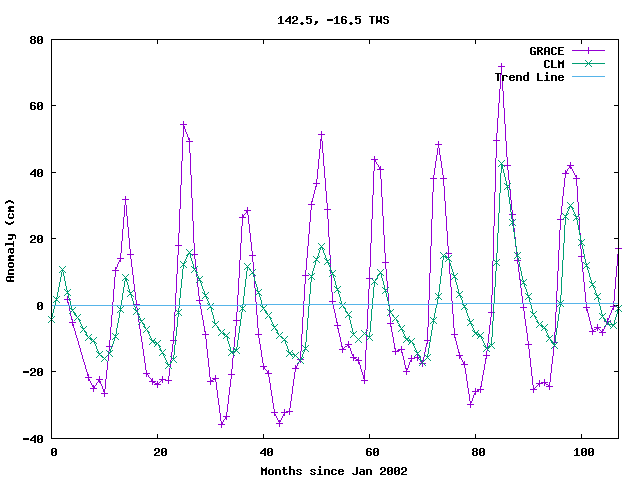 142.5, -16.5 TWS
GRACE
CLM
Trend Line
80
60
40
20
0
-20
-40
Anomaly (cm)
0 20 40 60 80 100
Months since Jan 2002